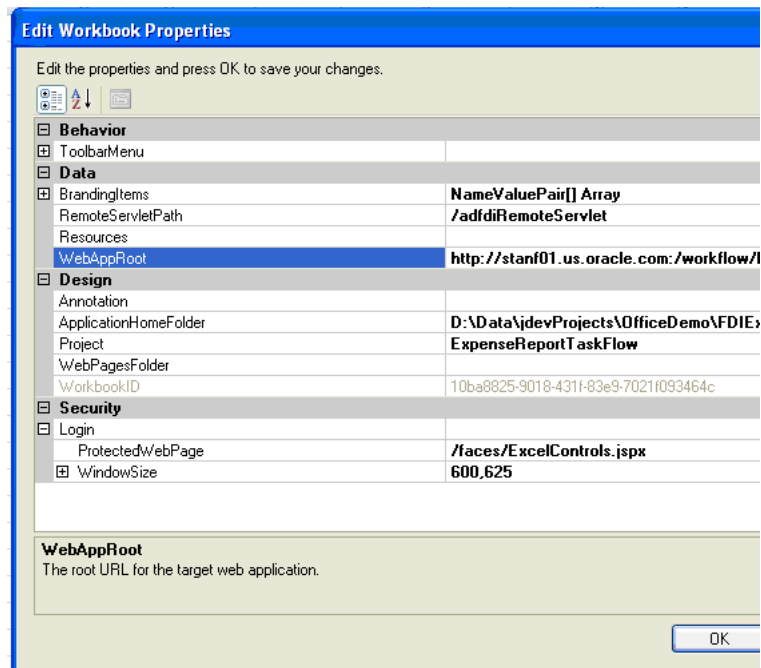 Edit Workbook Properties
Edit the properties and press OK to save your changes.
Behavior
ToolbarMenu
Data
BrandingItems NameValuePair[] Array
RemoteServletPath /adfdiRemoteServlet
Resources
WebAppRoot http://stanf01.us.oracle.com:/workflow/
Design
Annotation
ApplicationHomeFolder D:\Data\jdevProjects\OfficeDemo\FDIEx
Project ExpenseReportTaskFlow
WebPagesFolder
WorkbookID 10ba8825-9018-431f-83e9-7021f093464c
Security
Login
ProtectedWebPage /faces/ExcelControls.jspx
WindowSize 600,625
WebAppRoot
The root URL for the target web application.
OK